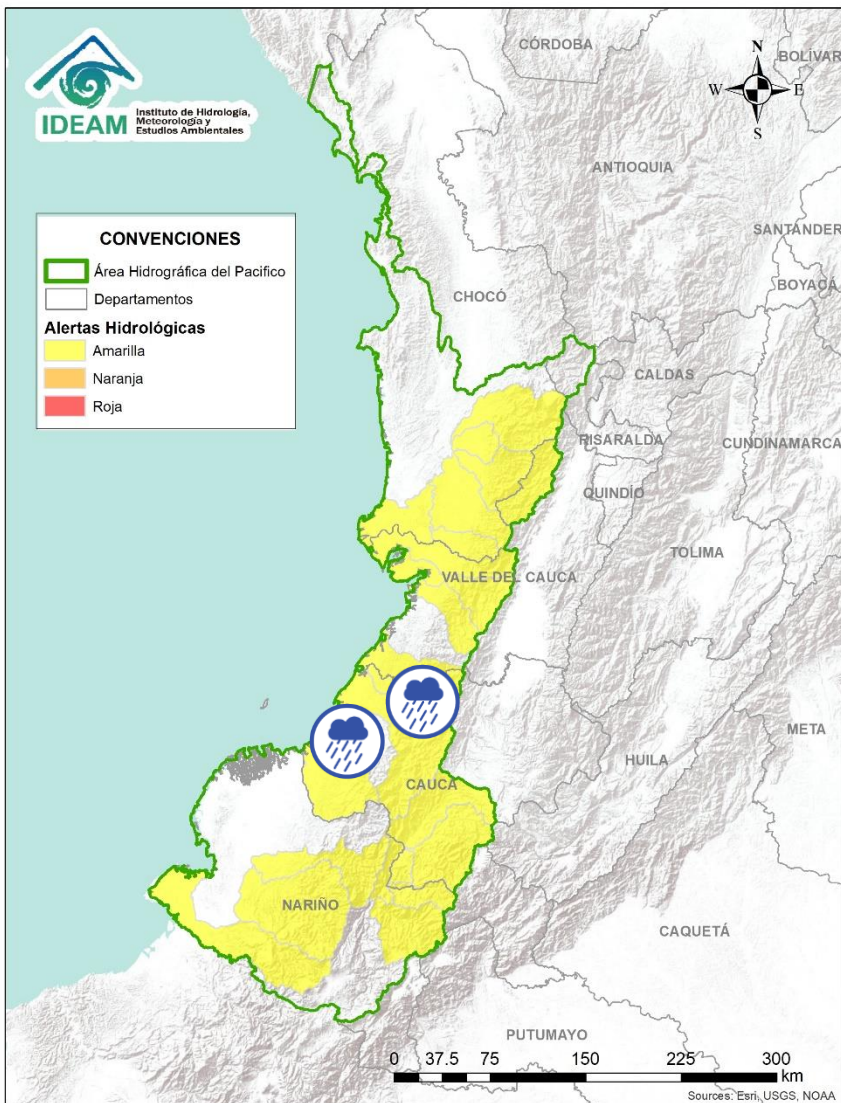 IDEAM
Instituto de Hidrología,
Meteorología y
Estudios Ambientales
CÓRDOBA
BOLÍVAR
N
W
E
S
ANTIOQUIA
SANTANDER
BOYACÁ
CONVENCIONES
Área Hidrográfica del Pacifico
Departamentos
Alertas Hidrológicas
Amarilla
Naranja
Roja
CHOCÓ
CALDAS
RISARALDA
CUNDINAMARCA
QUINDÍO
TOLIMA
VALLE DEL CAUCA
META
HUILA
CAUCA
NARIÑO
CAQUETÁ
PUTUMAYO
0 37.5 75 150 225 300
km
Sources: Esri, USGS, NOAA